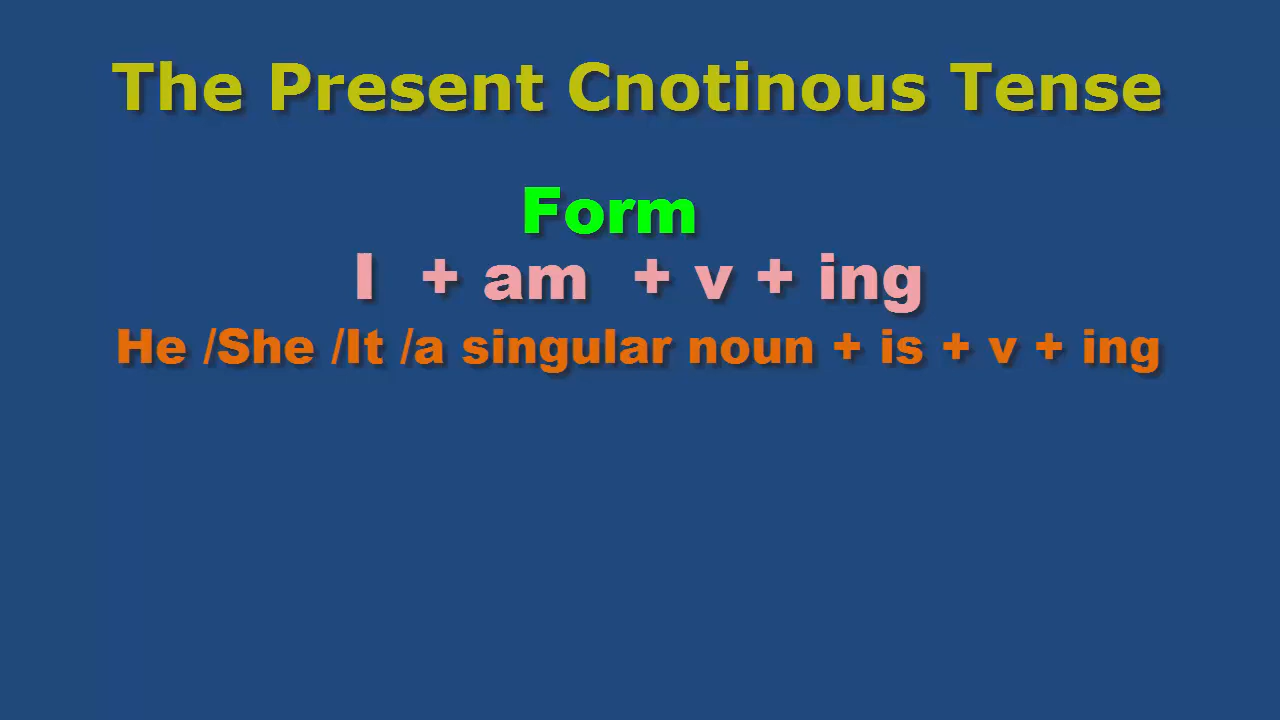 The Present Cnotinous Tense
Form
I + am + v + ing
He /She /It /a singular noun + is + v + ing